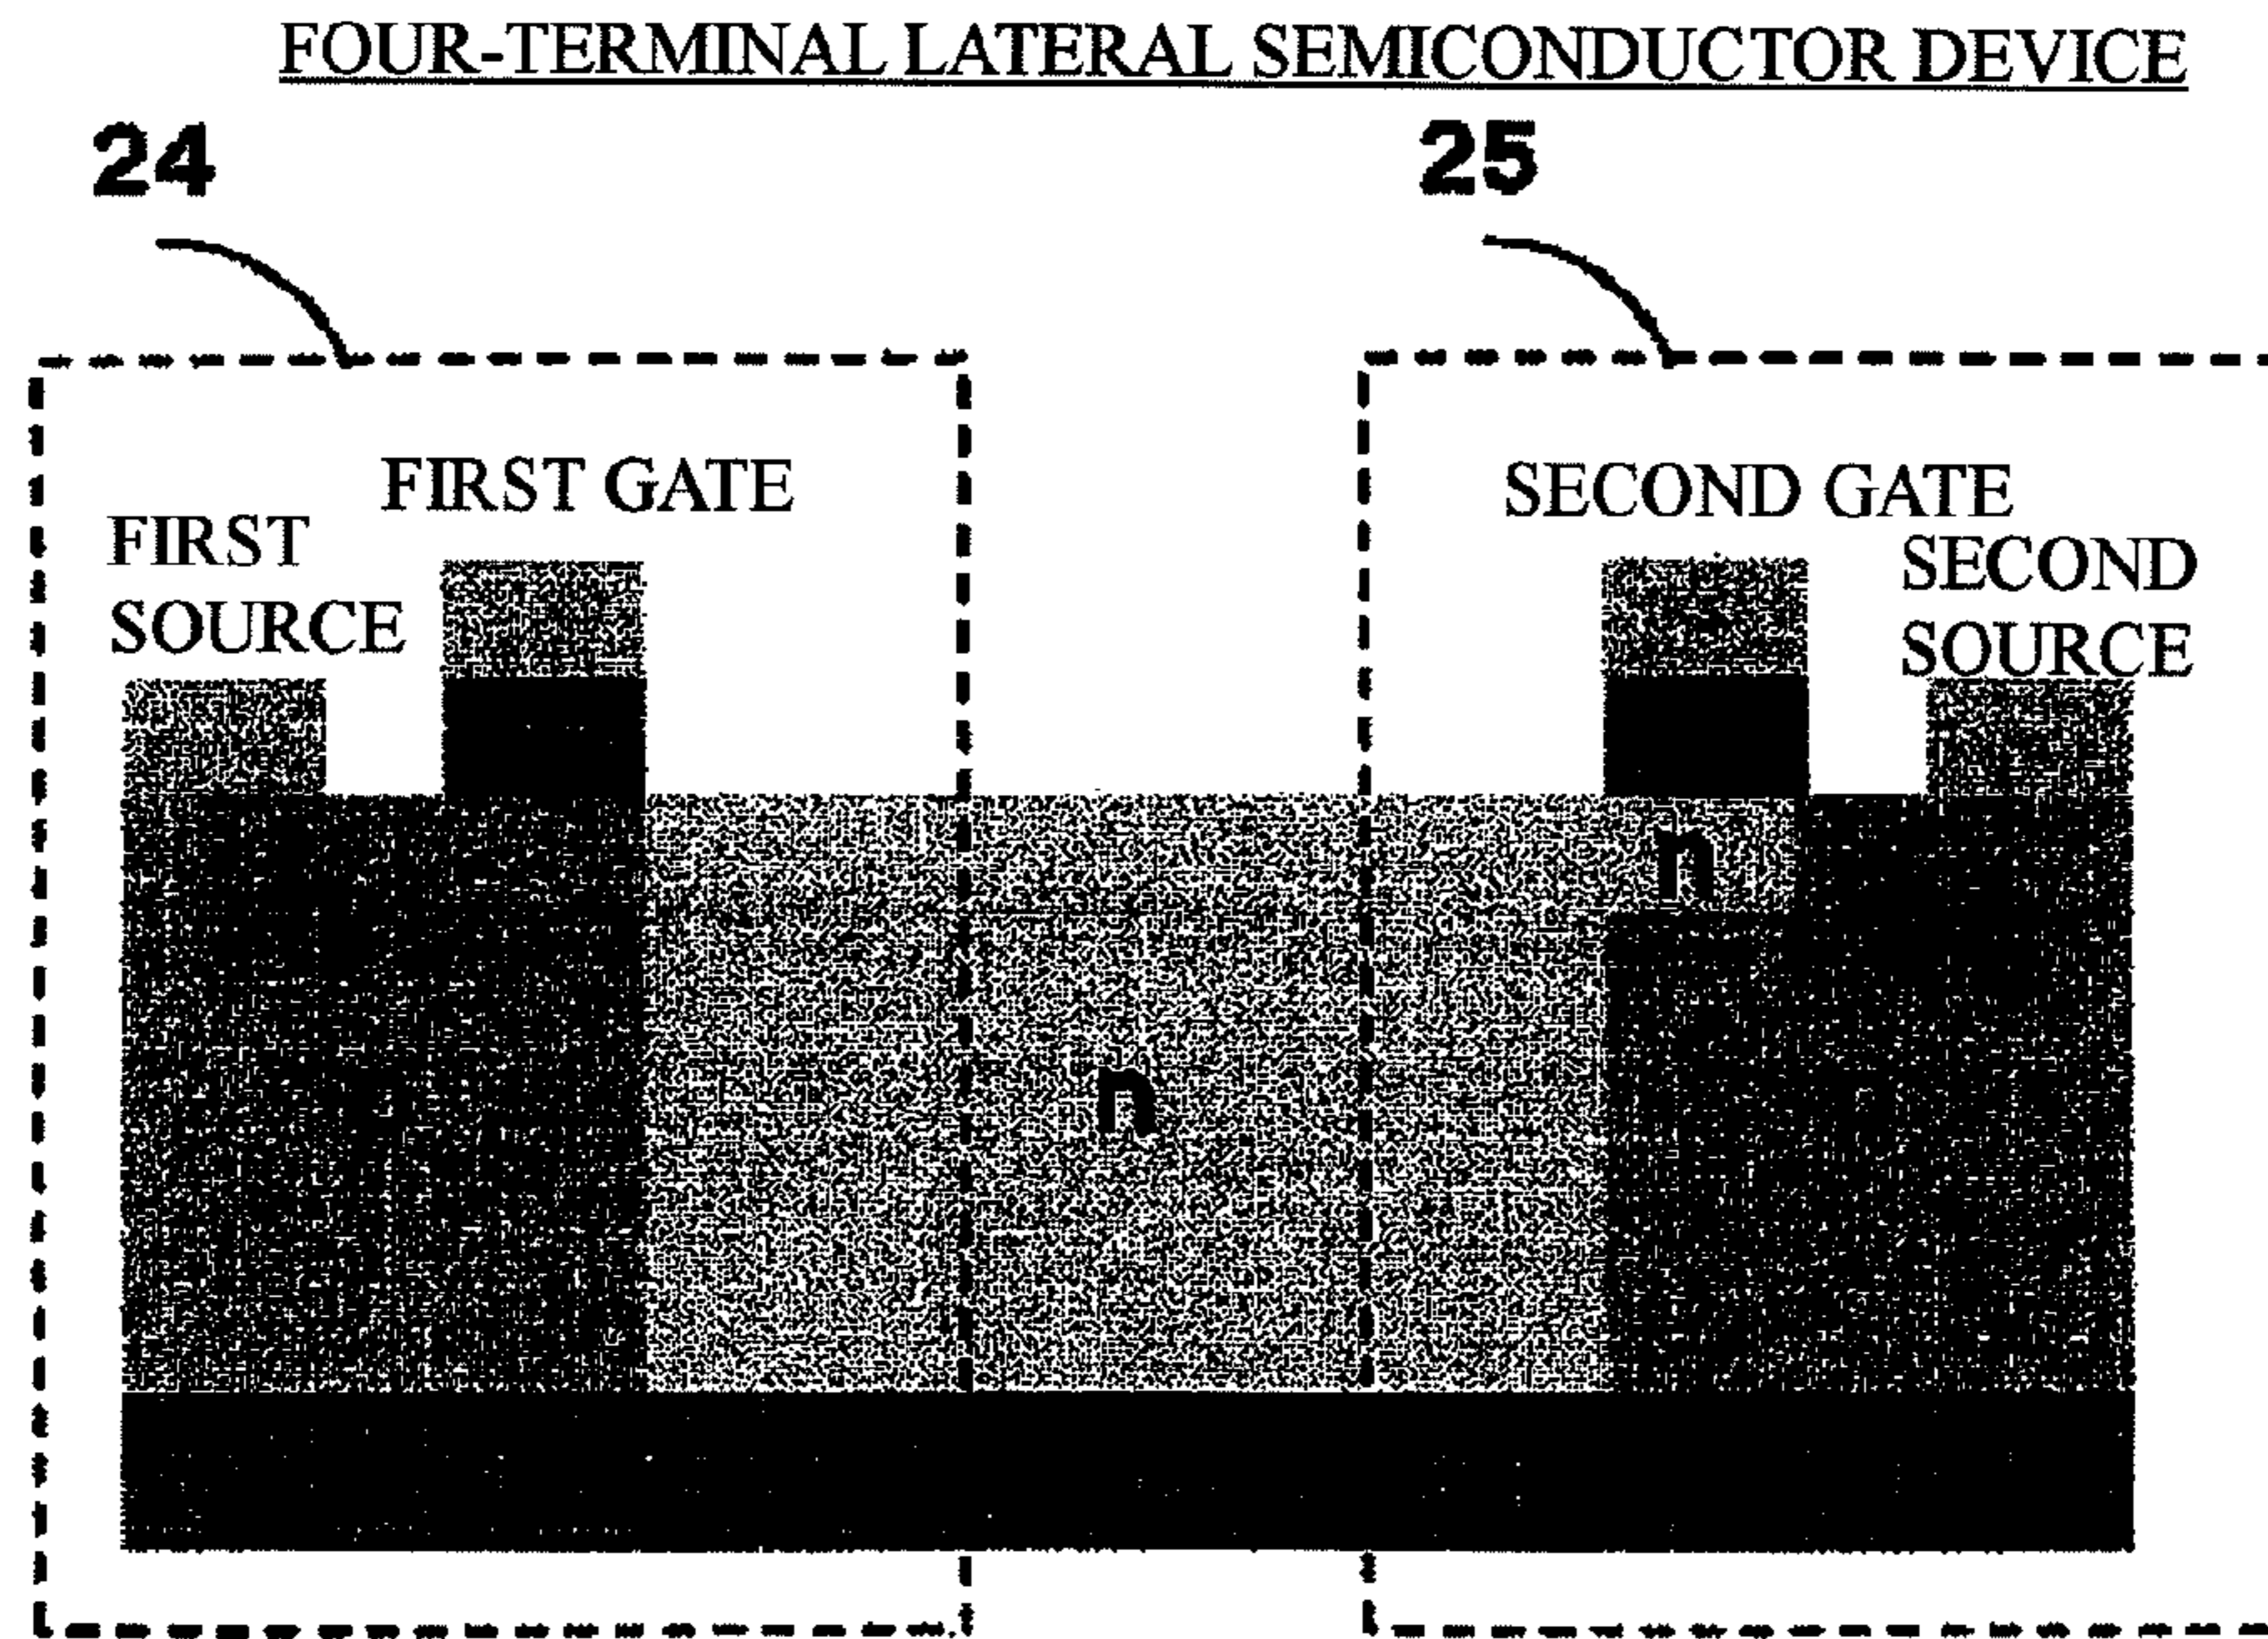 FOUR-TERMINAL LATERAL SEMICONDUCTOR DEVICE
24
25
FIRST GATE
SECOND GATE
FIRST
SOURCE
SECOND
SOURCE
n
n